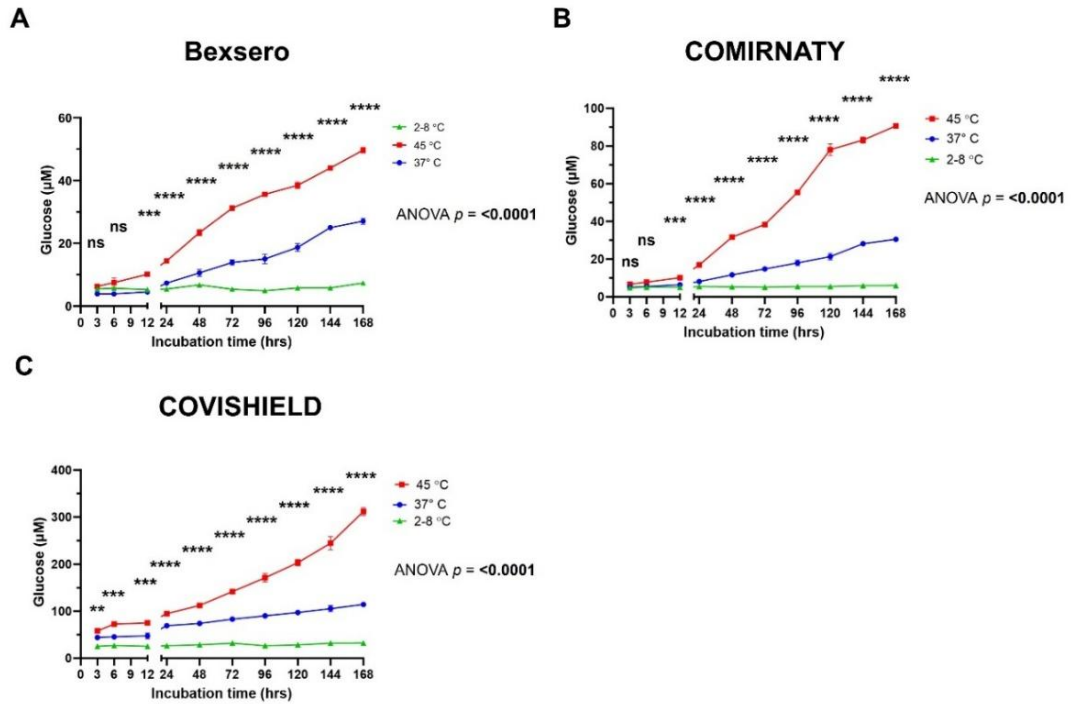 A
Bexsero
60
40
20
0
Glucose (µM)
ns
ns
***
****
****
****
****
****
****
****
2-8 °C
45 °C
37° C
ANOVA p = <0.0001
0 3 6 9 12 24 48 72 96 120 144 168
Incubation time (hrs)
B
COMIRNATY
100
80
60
40
20
0
Glucose (µM)
ns
ns
***
****
****
****
****
****
****
****
45 °C
37° C
2-8 °C
ANOVA p = <0.0001
0 3 6 9 12 24 48 72 96 120 144 168
Incubation time (hrs)
C
COVISHIELD
400
300
200
100
0
Glucose (µM)
**
***
***
****
****
****
****
****
****
****
45 °C
37° C
2-8 °C
ANOVA p = <0.0001
0 3 6 9 12 24 48 72 96 120 144 168
Incubation time (hrs)